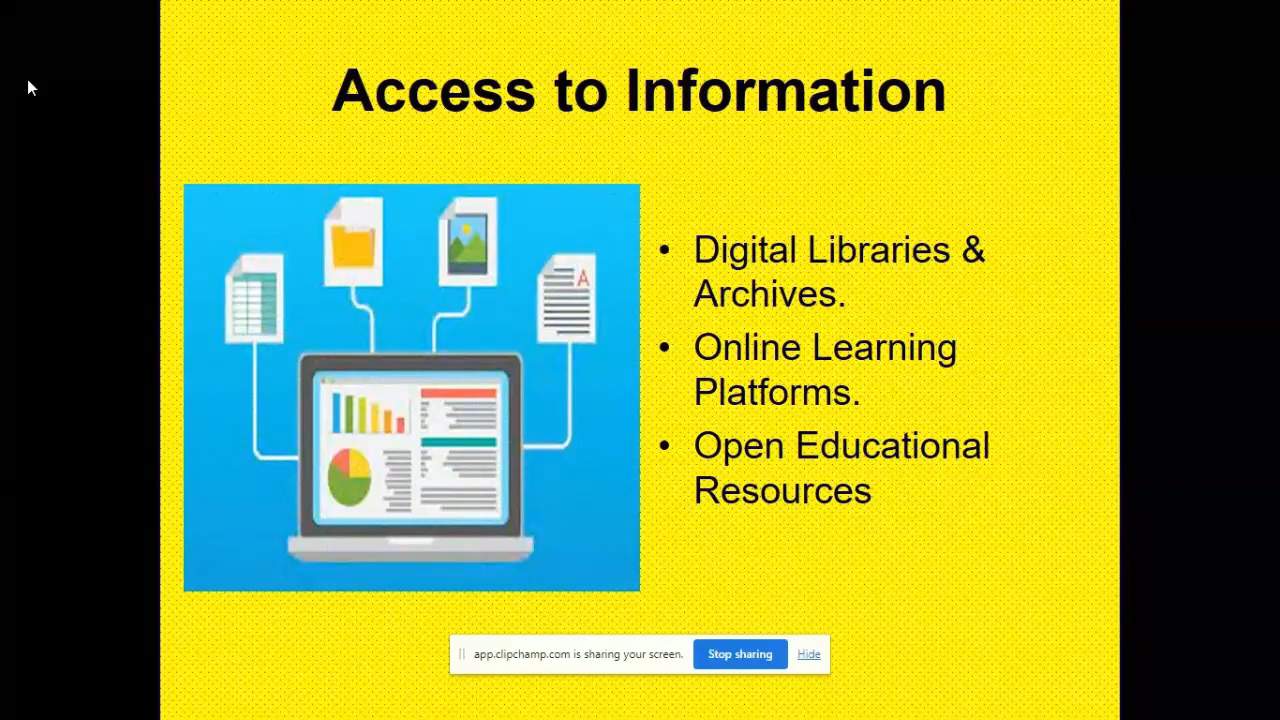 Access to Information
• Digital Libraries &
Archives.
• Online Learning
Platforms.
• Open Educational
Resources
A
app.clipchamp.com is sharing your screen.
Stop sharing
Hide